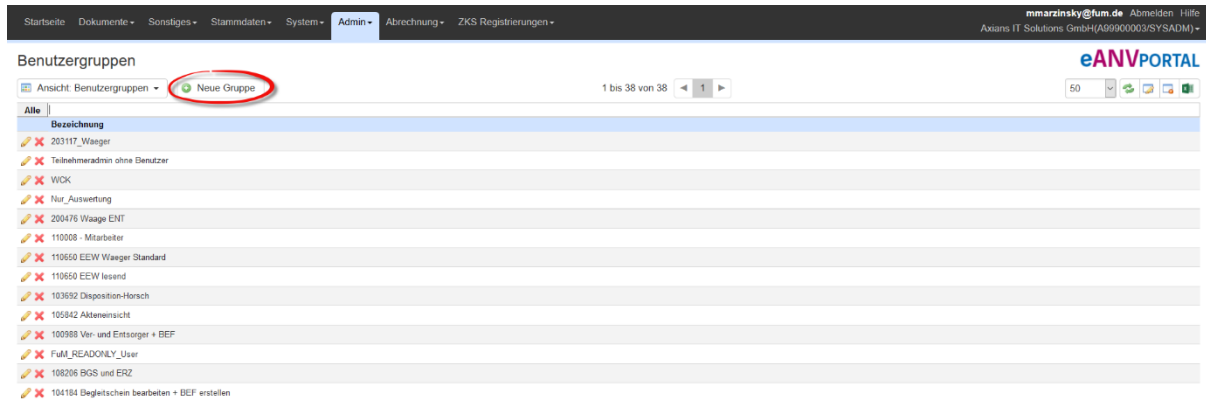 Startseite Dokumente Sonstiges Stammdaten System Admin Abrechnung ZKS Registrierungen mmarzinsky@fum.de Abmelden Hilfe
Axians IT Solutions GmbH(A99900003/SYSADM)
Benutzergruppen eANVPORTAL
Ansicht: Benutzergruppen Neue Gruppe 1 bis 38 von 38 1 50
Alle
Bezeichnung
203117_Waeger
Teilnehmeradmin ohne Benutzer
WCK
Nur_Auswertung
200476 Waage ENT
110008 - Mitarbeiter
110650 EEW Waeger Standard
110650 EEW lesend
103692 Disposition-Horsch
105842 Akteneinsicht
100988 Ver- und Entsorger + BEF
FuM_READONLY_User
108206 BGS und ERZ
104184 Begleitschein bearbeiten + BEF erstellen